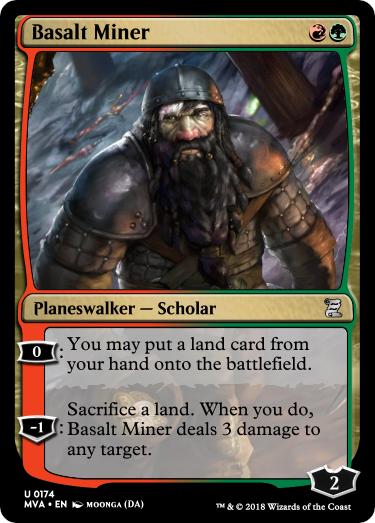 Basalt Miner
Planeswalker — Scholar
0: You may put a land card from
your hand onto the battlefield.
-1: Sacrifice a land. When you do,
Basalt Miner deals 3 damage to
any target.
2
U 0174
MVA • EN MOONGA (DA)
™ & © 2018 Wizards of the Coast